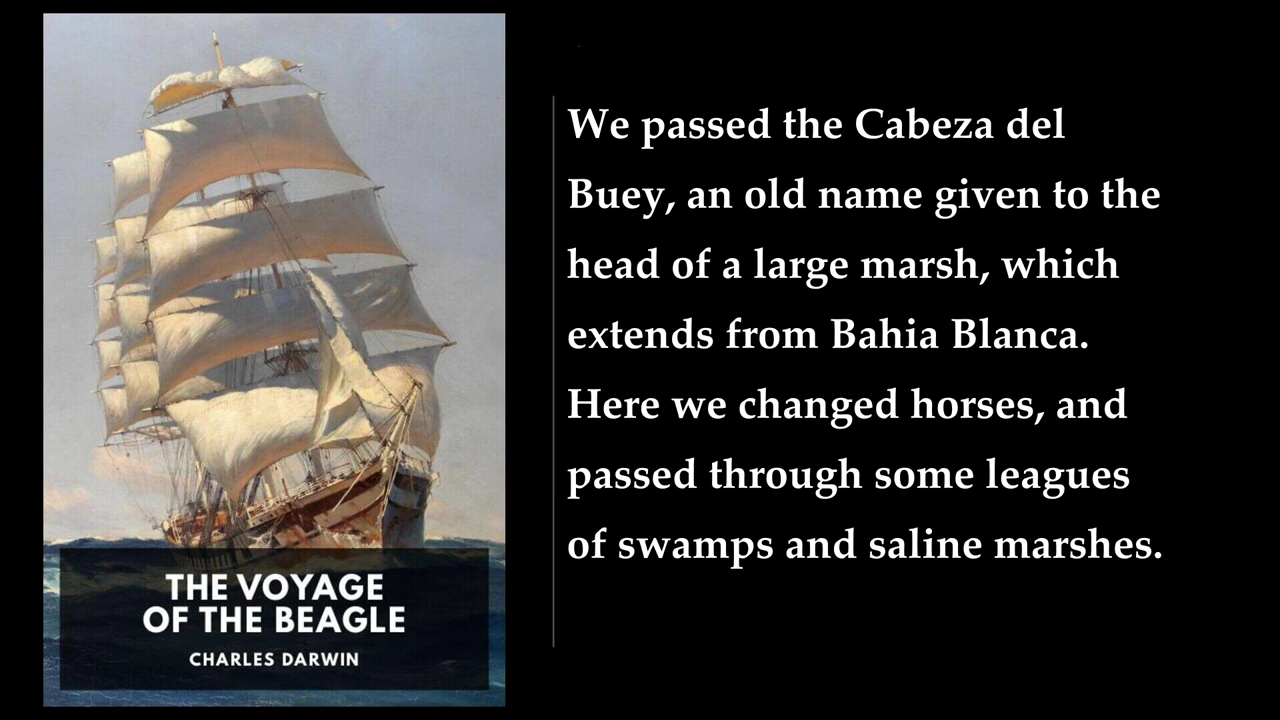 THE VOYAGE
OF THE BEAGLE
CHARLES DARWIN
We passed the Cabeza del
Buey, an old name given to the
head of a large marsh, which
extends from Bahia Blanca.
Here we changed horses, and
passed through some leagues
of swamps and saline marshes.